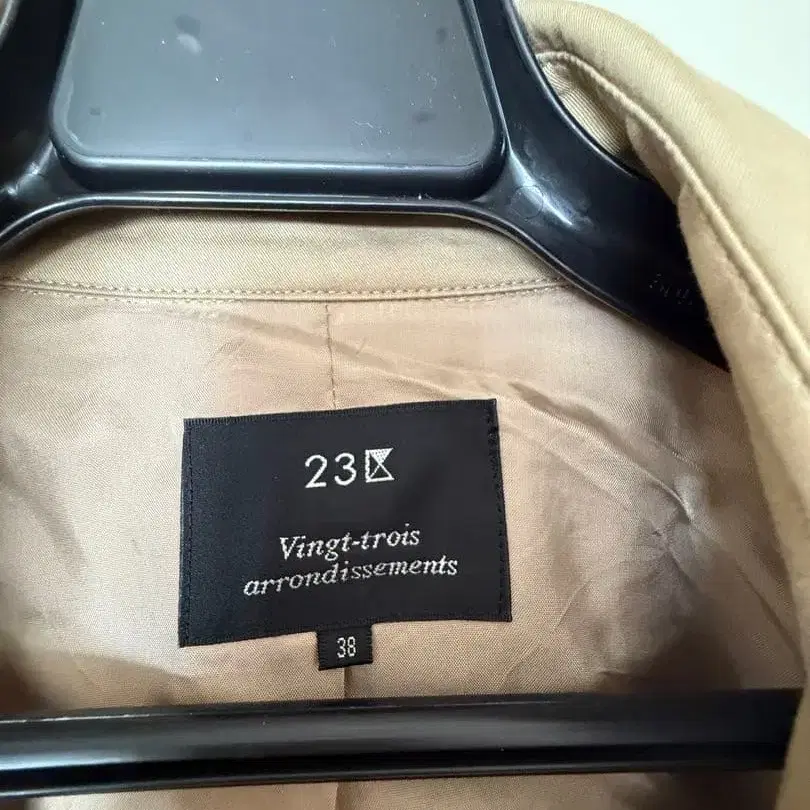 23区
Vingt-trois
arrondissements
38